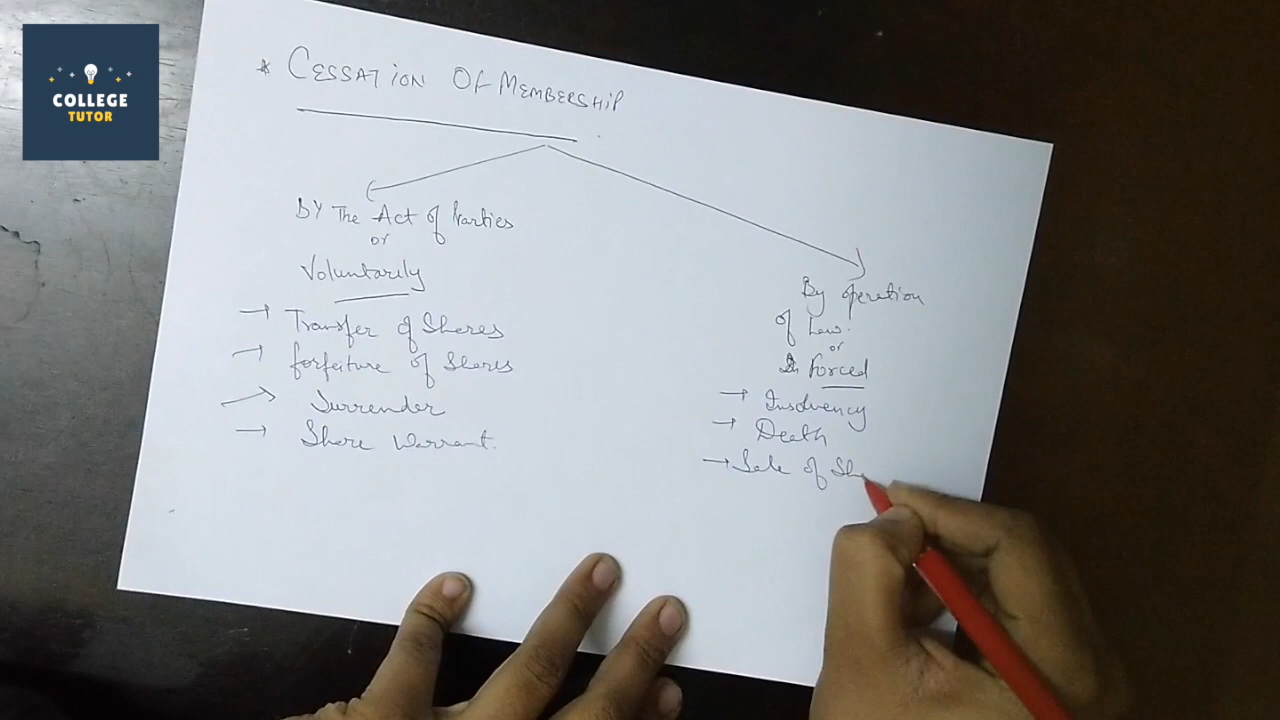 COLLEGE
TUTOR
* CESSATION OF MEMBERSHIP
BY The Act of Parties
or
Voluntarily
→ Transfer of Shares
→ forfeiture of Shares
→ Surrender
→ Share Warrant.
By operation
of Law.
or
Forced
→ Insolvency
→ Death
→ Sale of Sh